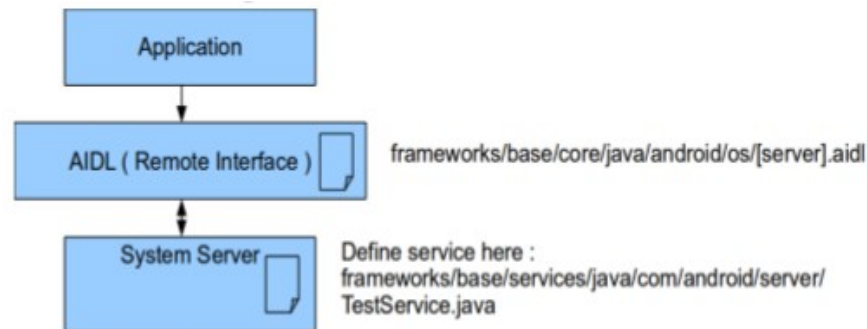 Application
AIDL ( Remote Interface )
frameworks/base/core/java/android/os/[server].aidl
System Server
Define service here :
frameworks/base/services/java/com/android/server/
TestService.java